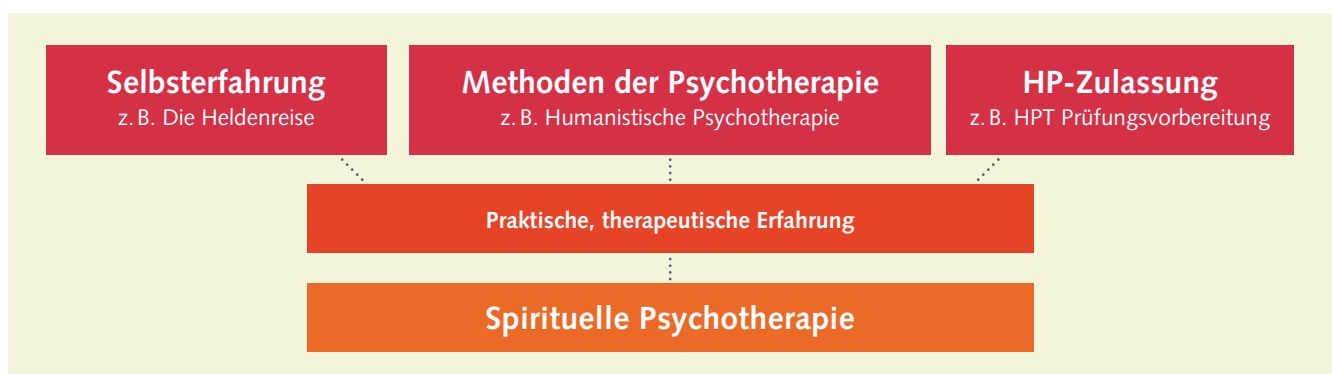 Selbsterfahrung
z. B. Die Heldenreise
Methoden der Psychotherapie
z. B. Humanistische Psychotherapie
HP-Zulassung
z. B. HPT Prüfungsvorbereitung
Praktische, therapeutische Erfahrung
Spirituelle Psychotherapie